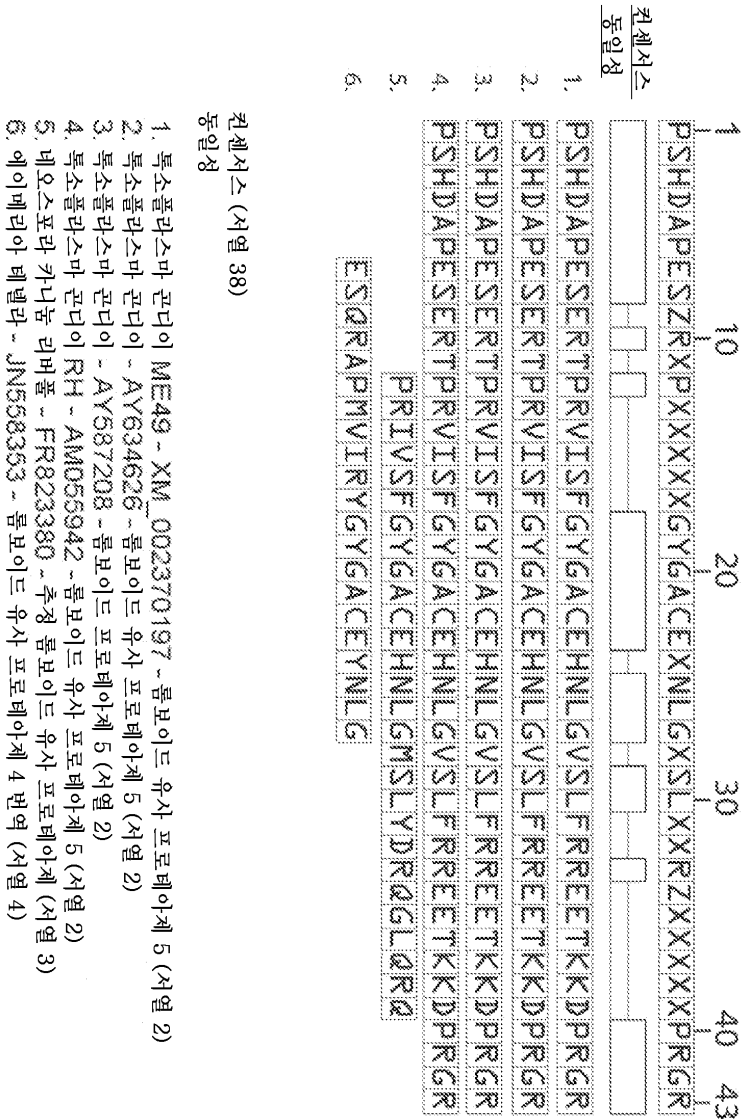 1 10 20 30 40 43
컨센서스 PSHDAPESZRXPXXXXXGYGACEXNLGXSLXXRZXXXXXPRGR
동일성
1. PSHDAPESERTPRVISFGYGACEHNLGVSLFRREETKKDPRGR
2. PSHDAPESERTPRVISFGYGACEHNLGVSLFRREETKKDPRGR
3. PSHDAPESERTPRVISFGYGACEHNLGVSLFRREETKKDPRGR
4. PSHDAPESERTPRVISFGYGACEHNLGVSLFRREETKKDPRGR
5. PRIVSFGYGACEHNLGMSLYDRQGLQRQ
6. ESQRAPMVIRYGYGACEYNLG
컨센서스 (서열 38)
동일성
1. 톡소플라스마 곤디이 ME49 - XM_002370197 - 롬보이드 유사 프로테아제 5 (서열 2)
2. 톡소플라스마 곤디이 - AY634626 - 롬보이드 유사 프로테아제 5 (서열 2)
3. 톡소플라스마 곤디이 - AY587208 - 롬보이드 프로테아제 5 (서열 2)
4. 톡소플라스마 곤디이 RH - AM055942 - 롬보이드 유사 프로테아제 5 (서열 2)
5. 네오스포라 카니눔 리버풀 - FR823380 - 추정 롬보이드 유사 프로테아제 (서열 3)
6. 에이메리아 테넬라 - JN558353 - 롬보이드 유사 프로테아제 4 번역 (서열 4)